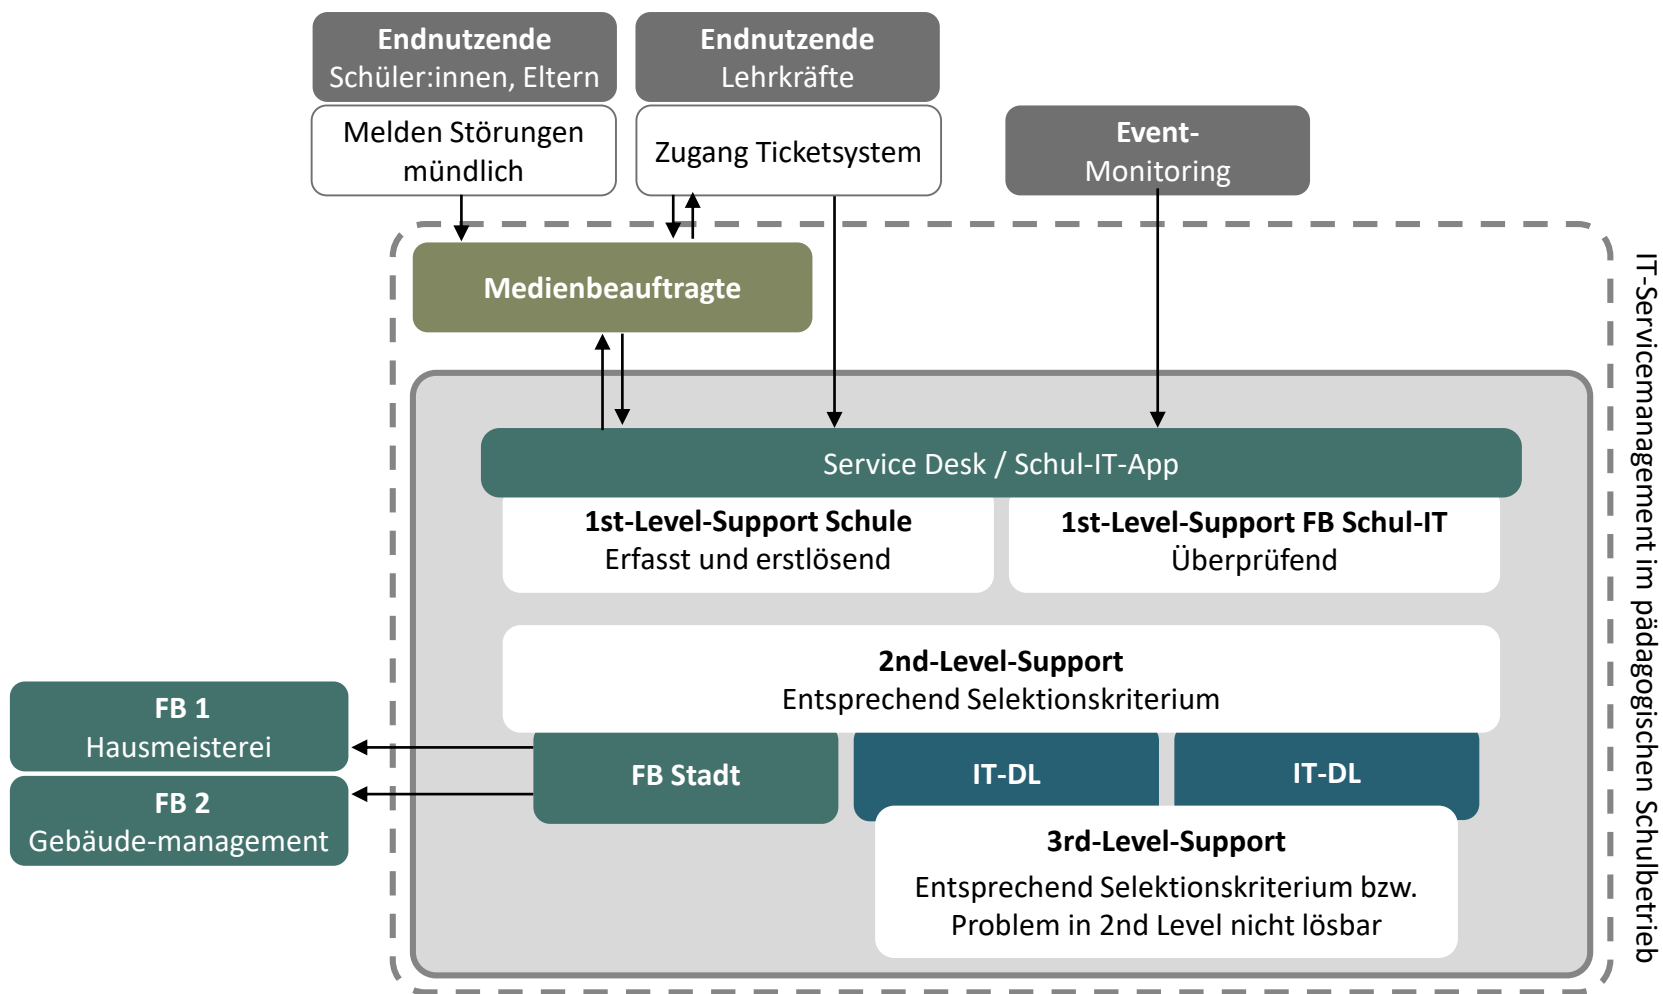 Endnutzende
Schüler:innen, Eltern
Melden Störungen
mündlich
Endnutzende
Lehrkräfte
Zugang Ticketsystem
Event-
Monitoring
Medienbeauftragte
Service Desk / Schul-IT-App
1st-Level-Support Schule
Erfasst und erstlösend
1st-Level-Support FB Schul-IT
Überprüfend
2nd-Level-Support
Entsprechend Selektionskriterium
FB 1
Hausmeisterei
FB 2
Gebäude-management
FB Stadt
IT-DL
IT-DL
3rd-Level-Support
Entsprechend Selektionskriterium bzw.
Problem in 2nd Level nicht lösbar
IT-Servicemanagement im pädagogischen Schulbetrieb